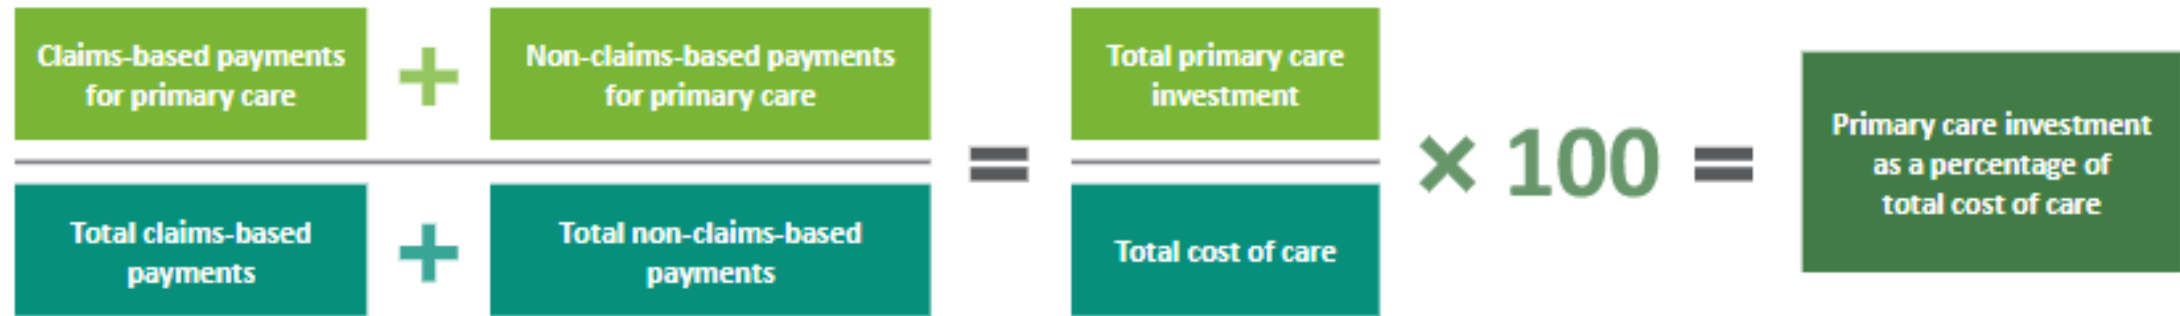 Claims-based payments
for primary care
+
Non-claims-based payments
for primary care
Total claims-based
payments
+
Total non-claims-based
payments
=
Total primary care
investment
Total cost of care
× 100 =
Primary care investment
as a percentage of
total cost of care